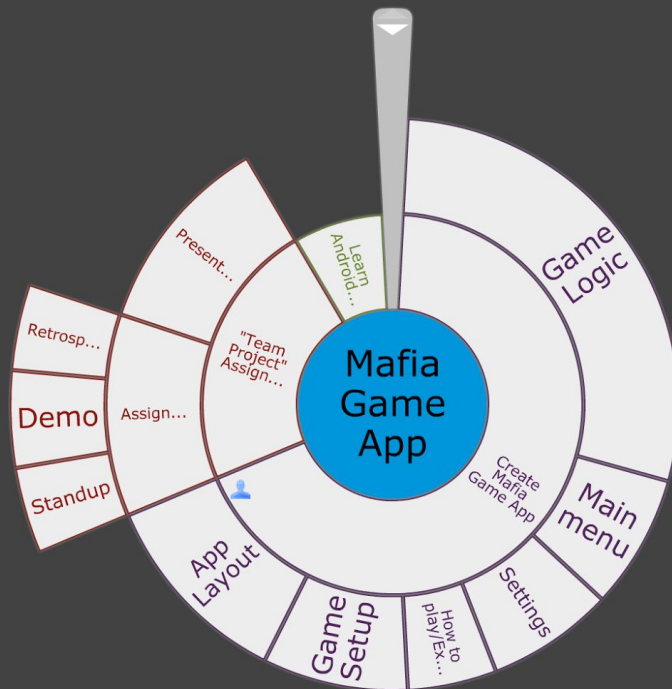 Mafia
Game
App
Create
Mafia
Game App
Game
Logic
Main
menu
Settings
How to
play/Ex...
Game
Setup
App
Layout
"Team
Project"
Assign...
Assign...
Standup
Demo
Retrosp...
Present...
Learn
Android...